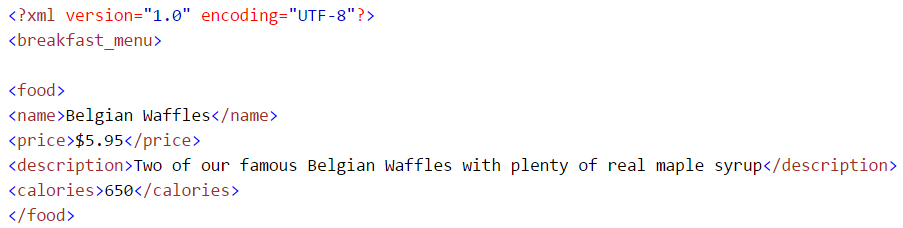 <?xml version="1.0" encoding="UTF-8"?>
<breakfast_menu>
<food>
<name>Belgian Waffles</name>
<price>$5.95</price>
<description>Two of our famous Belgian Waffles with plenty of real maple syrup</description>
<calories>650</calories>
</food>